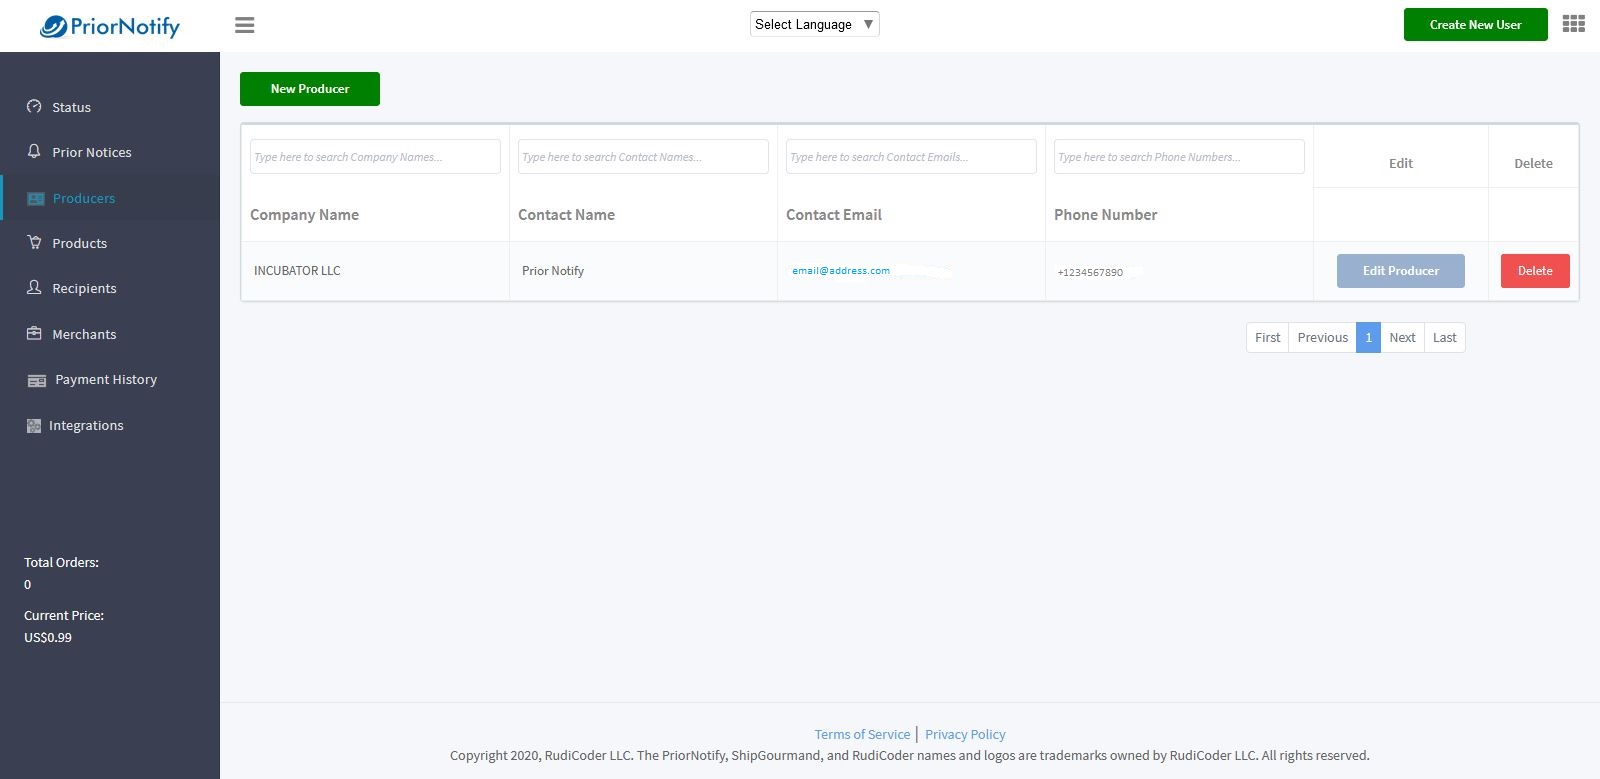 PriorNotify
Select Language ▼
Create New User
Status
Prior Notices
Producers
Products
Recipients
Merchants
Payment History
Integrations
Total Orders:
0
Current Price:
US$0.99
New Producer
Type here to search Company Names... Type here to search Contact Names... Type here to search Contact Emails... Type here to search Phone Numbers... Edit Delete
Company Name Contact Name Contact Email Phone Number
INCUBATOR LLC Prior Notify email@address.com +1234567890 Edit Producer Delete
First Previous 1 Next Last
Terms of Service | Privacy Policy
Copyright 2020, RudiCoder LLC. The PriorNotify, ShipGourmand, and RudiCoder names and logos are trademarks owned by RudiCoder LLC. All rights reserved.